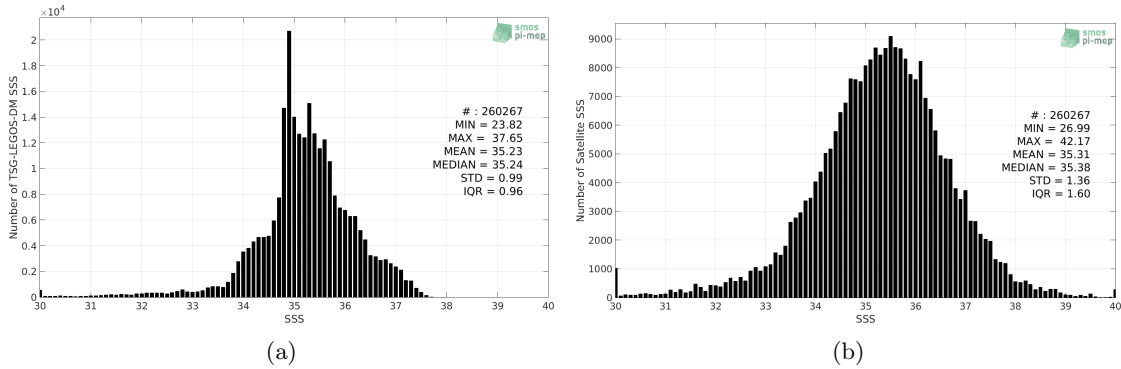 ×10⁴
2
1.8
1.6
1.4
1.2
1
0.8
0.6
0.4
0.2
0
Number of TSG-LEGOS-DM SSS
smos
pi-mep
# : 260267
MIN = 23.82
MAX = 37.65
MEAN = 35.23
MEDIAN = 35.24
STD = 0.99
IQR = 0.96
30 31 32 33 34 35 36 37 38 39 40
SSS
(a)
9000
8000
7000
6000
5000
4000
3000
2000
1000
0
Number of Satellite SSS
smos
pi-mep
# : 260267
MIN = 26.99
MAX = 42.17
MEAN = 35.31
MEDIAN = 35.38
STD = 1.36
IQR = 1.60
30 31 32 33 34 35 36 37 38 39 40
SSS
(b)